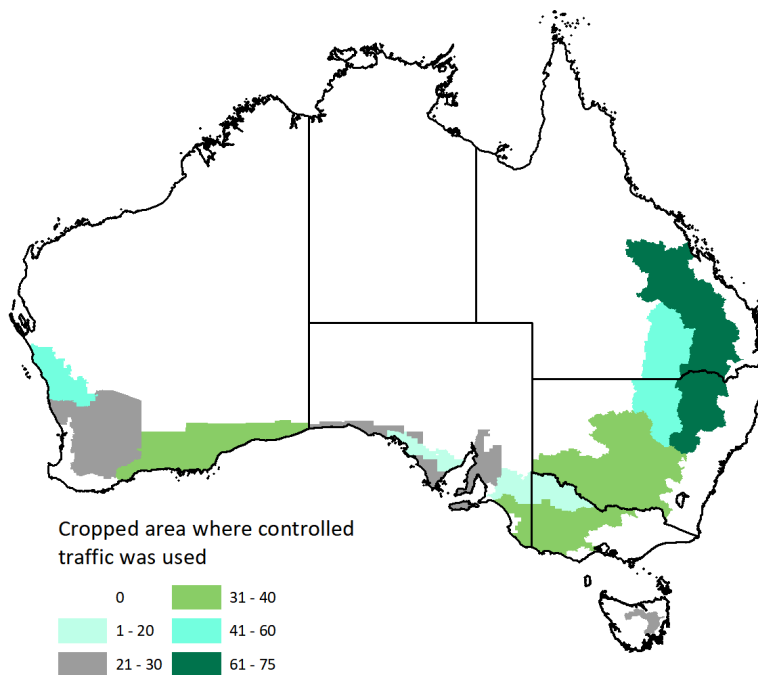 Cropped area where controlled
traffic was used
0
31 - 40
1 - 20
41 - 60
21 - 30
61 - 75